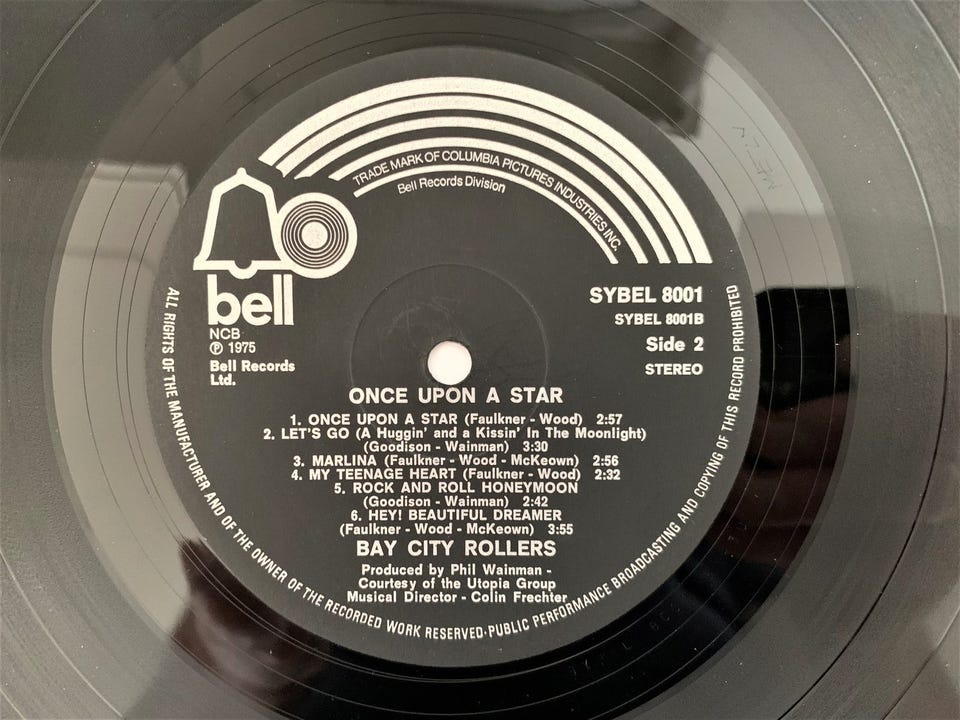 TRADE MARK OF COLUMBIA PICTURES INDUSTRIES INC.
Bell Records Division
bell
NCB
Ⓟ 1975
Bell Records
Ltd.
SYBEL 8001
SYBEL 8001B
Side 2
STEREO
ONCE UPON A STAR
1. ONCE UPON A STAR (Faulkner - Wood) 2:57
2. LET'S GO (A Huggin' and a Kissin' In The Moonlight)
(Goodison - Wainman) 3:30
3. MARLINA (Faulkner - Wood - McKeown) 2:56
4. MY TEENAGE HEART (Faulkner - Wood) 2:32
5. ROCK AND ROLL HONEYMOON
(Goodison - Wainman) 2:42
6. HEY! BEAUTIFUL DREAMER
(Faulkner - Wood - McKeown) 3:55
BAY CITY ROLLERS
Produced by Phil Wainman -
Courtesy of the Utopia Group
Musical Director - Colin Frechter
ALL RIGHTS OF THE MANUFACTURER AND OF THE OWNER OF THE RECORDED WORK RESERVED·PUBLIC PERFORMANCE BROADCASTING AND COPYING OF THIS RECORD PROHIBITED